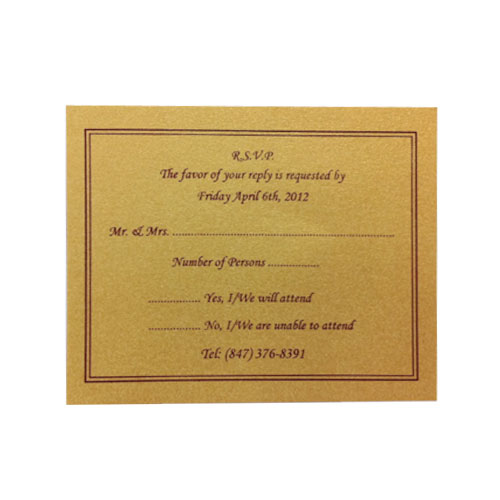 R.S.V.P.
The favor of your reply is requested by
Friday April 6th, 2012
Mr. & Mrs. ........................................................................
Number of Persons .................
................. Yes, I/We will attend
................. No, I/We are unable to attend
Tel: (847) 376-8391